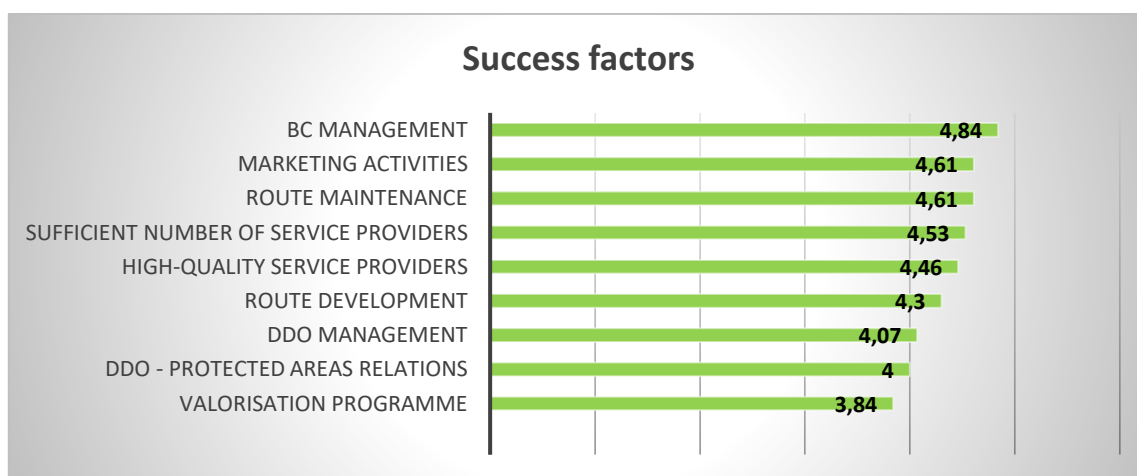 Success factors
BC MANAGEMENT 4,84
MARKETING ACTIVITIES 4,61
ROUTE MAINTENANCE 4,61
SUFFICIENT NUMBER OF SERVICE PROVIDERS 4,53
HIGH-QUALITY SERVICE PROVIDERS 4,46
ROUTE DEVELOPMENT 4,3
DDO MANAGEMENT 4,07
DDO - PROTECTED AREAS RELATIONS 4
VALORISATION PROGRAMME 3,84